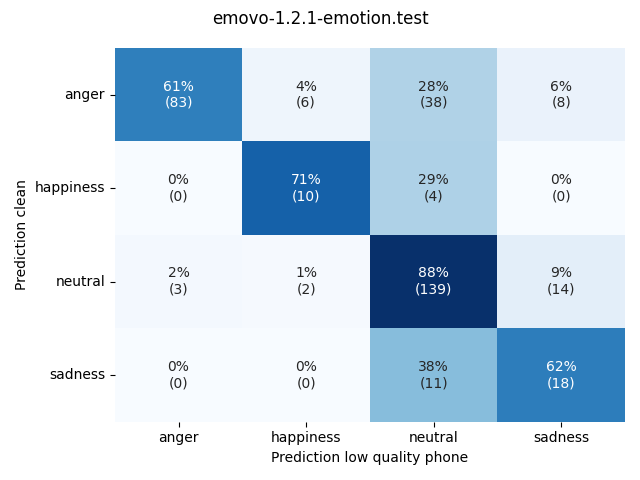 emovo-1.2.1-emotion.test
Prediction clean
anger
61%
(83)
4%
(6)
28%
(38)
6%
(8)
happiness
0%
(0)
71%
(10)
29%
(4)
0%
(0)
neutral
2%
(3)
1%
(2)
88%
(139)
9%
(14)
sadness
0%
(0)
0%
(0)
38%
(11)
62%
(18)
anger
happiness
neutral
sadness
Prediction low quality phone